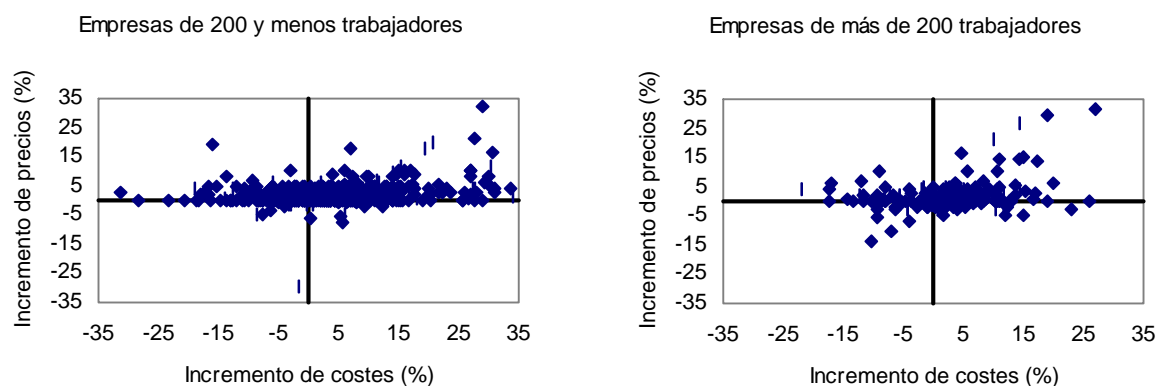 Empresas de 200 y menos trabajadores
Incremento de precios (%)
35
25
15
5
-5
-15
-25
-35
-35 -25 -15 -5 5 15 25 35
Incremento de costes (%)
Empresas de más de 200 trabajadores
Incremento de precios (%)
35
25
15
5
-5
-15
-25
-35
-35 -25 -15 -5 5 15 25 35
Incremento de costes (%)